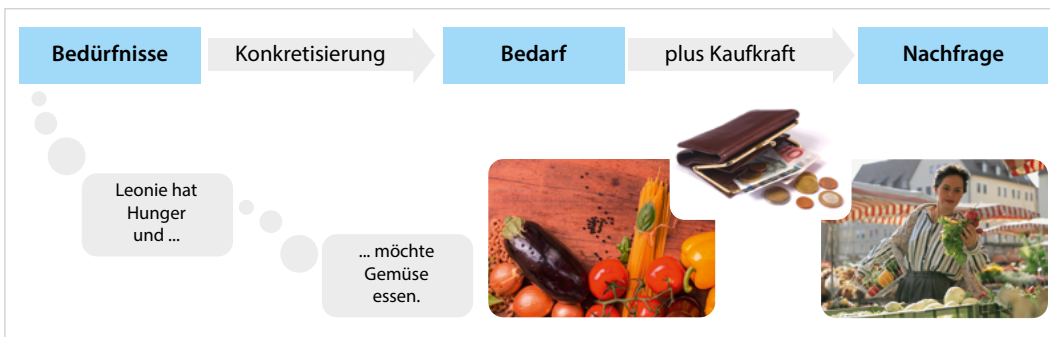 Bedürfnisse Konkretisierung Bedarf plus Kaufkraft Nachfrage
Leonie hat
Hunger
und ...
... möchte
Gemüse
essen.